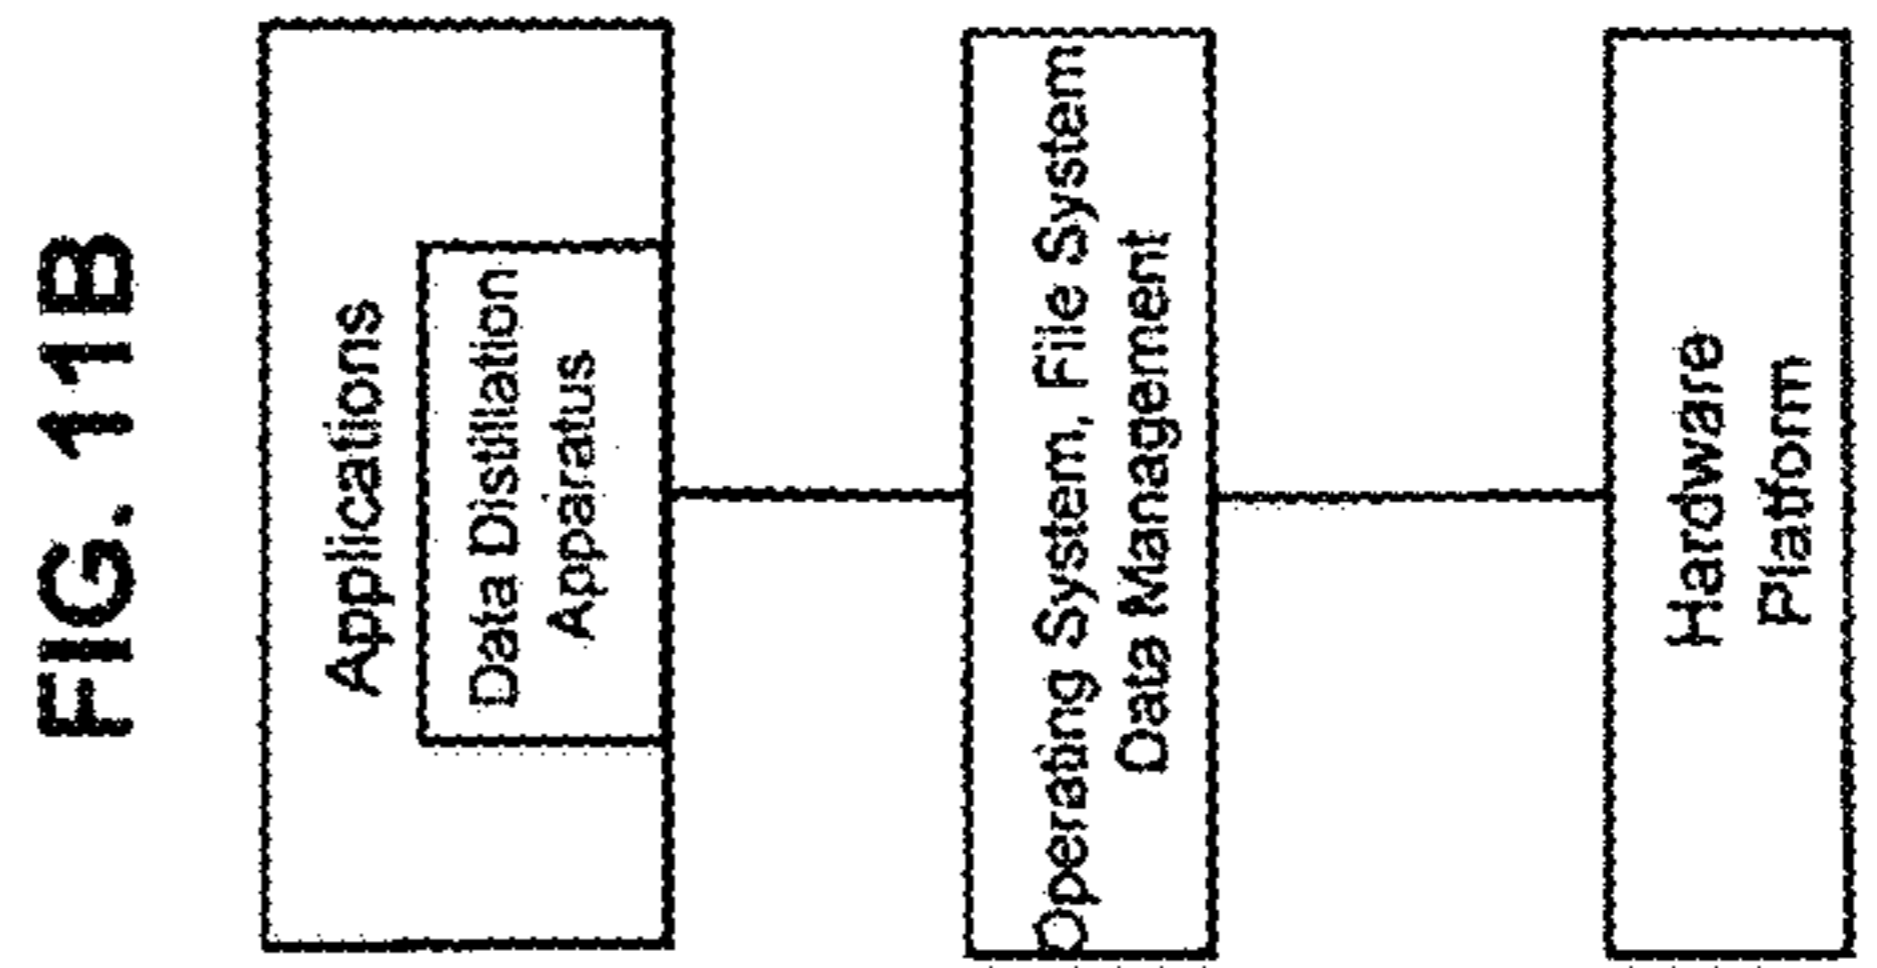 FIG. 11B
Applications
Data Distillation
Apparatus
Operating System, File System
Data Management
Hardware
Platform